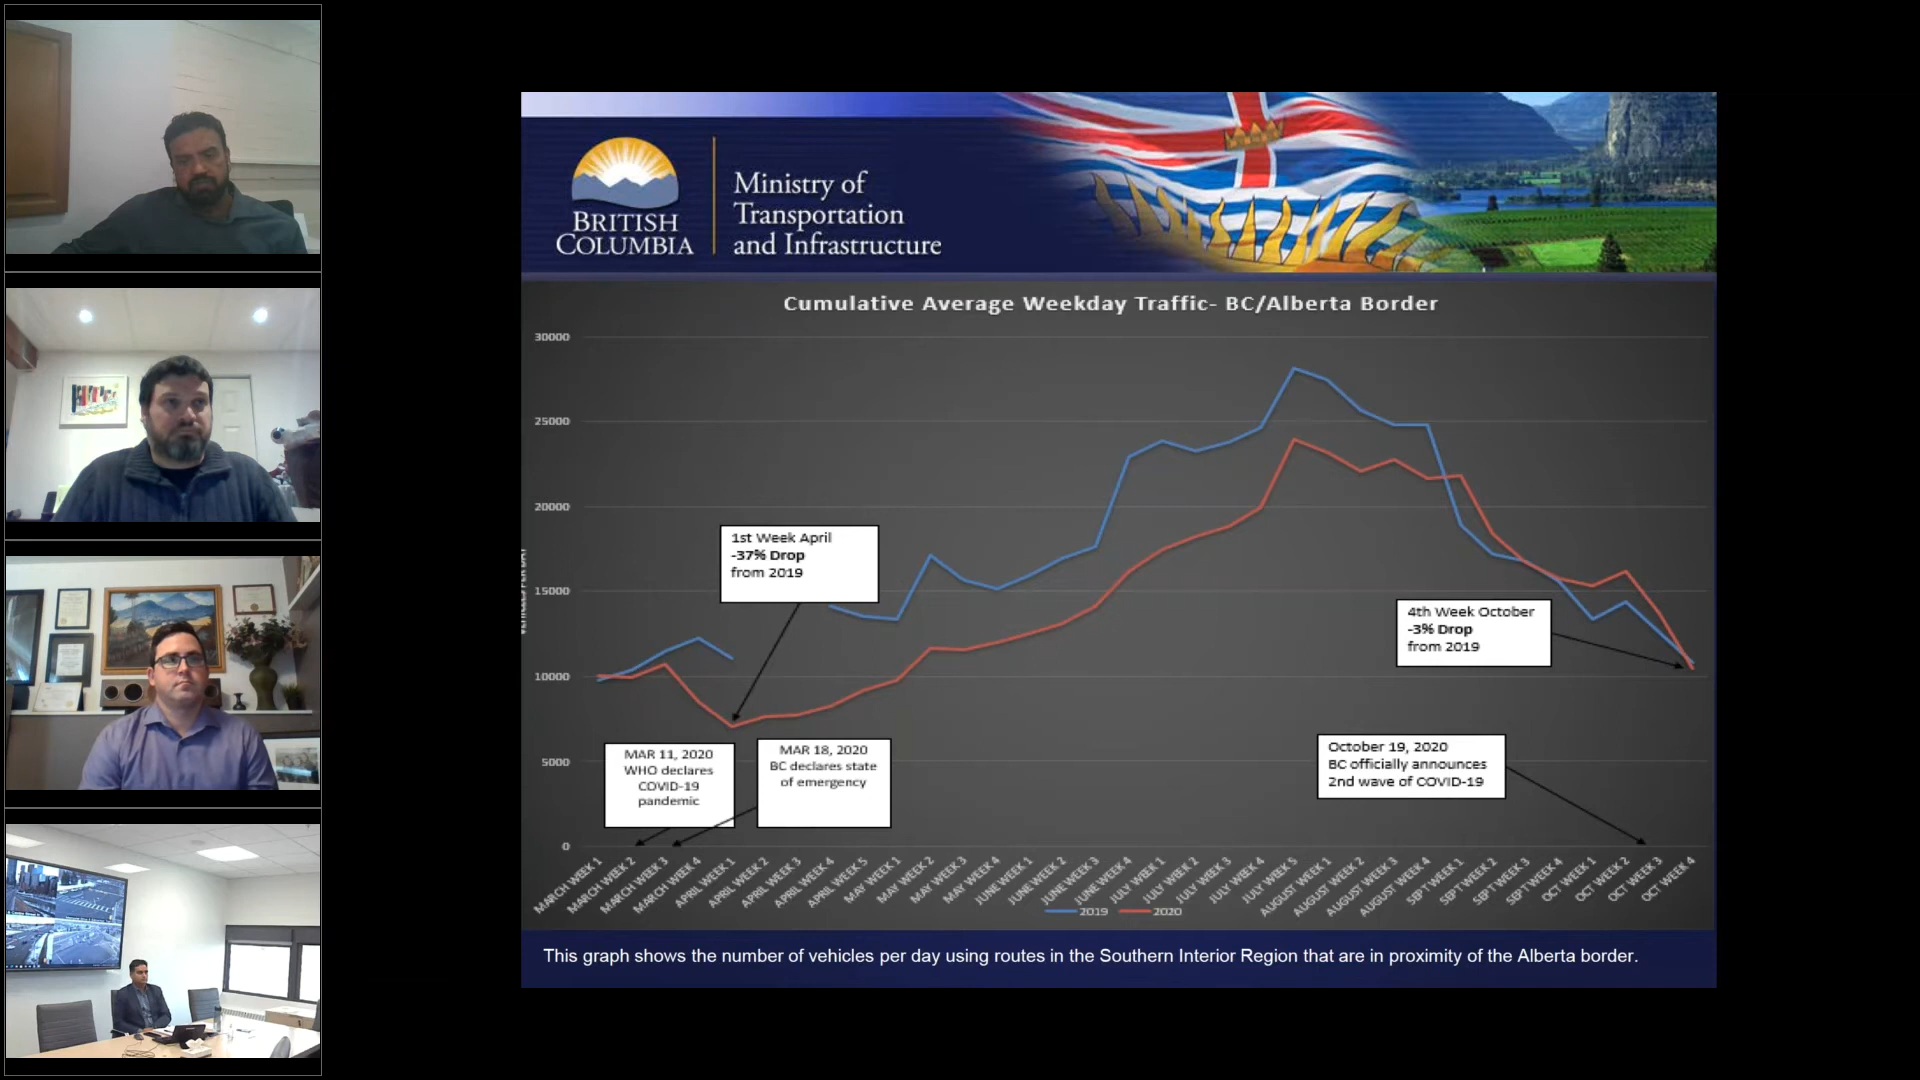 BRITISH
COLUMBIA
Ministry of
Transportation
and Infrastructure
Cumulative Average Weekday Traffic- BC/Alberta Border
30000
25000
20000
15000
10000
5000
0
1st Week April
-37% Drop
from 2019
4th Week October
-3% Drop
from 2019
MAR 11, 2020
WHO declares
COVID-19
pandemic
MAR 18, 2020
BC declares state
of emergency
October 19, 2020
BC officially announces
2nd wave of COVID-19
MARCH WEEK 1
MARCH WEEK 2
MARCH WEEK 3
MARCH WEEK 4
APRIL WEEK 1
APRIL WEEK 2
APRIL WEEK 3
APRIL WEEK 4
APRIL WEEK 5
MAY WEEK 1
MAY WEEK 2
MAY WEEK 3
MAY WEEK 4
JUNE WEEK 1
JUNE WEEK 2
JUNE WEEK 3
JUNE WEEK 4
JULY WEEK 1
JULY WEEK 2
JULY WEEK 3
JULY WEEK 4
JULY WEEK 5
AUGUST WEEK 1
AUGUST WEEK 2
AUGUST WEEK 3
AUGUST WEEK 4
SEPT WEEK 1
SEPT WEEK 2
SEPT WEEK 3
SEPT WEEK 4
OCT WEEK 1
OCT WEEK 2
OCT WEEK 3
OCT WEEK 4
2019
2020
This graph shows the number of vehicles per day using routes in the Southern Interior Region that are in proximity of the Alberta border.